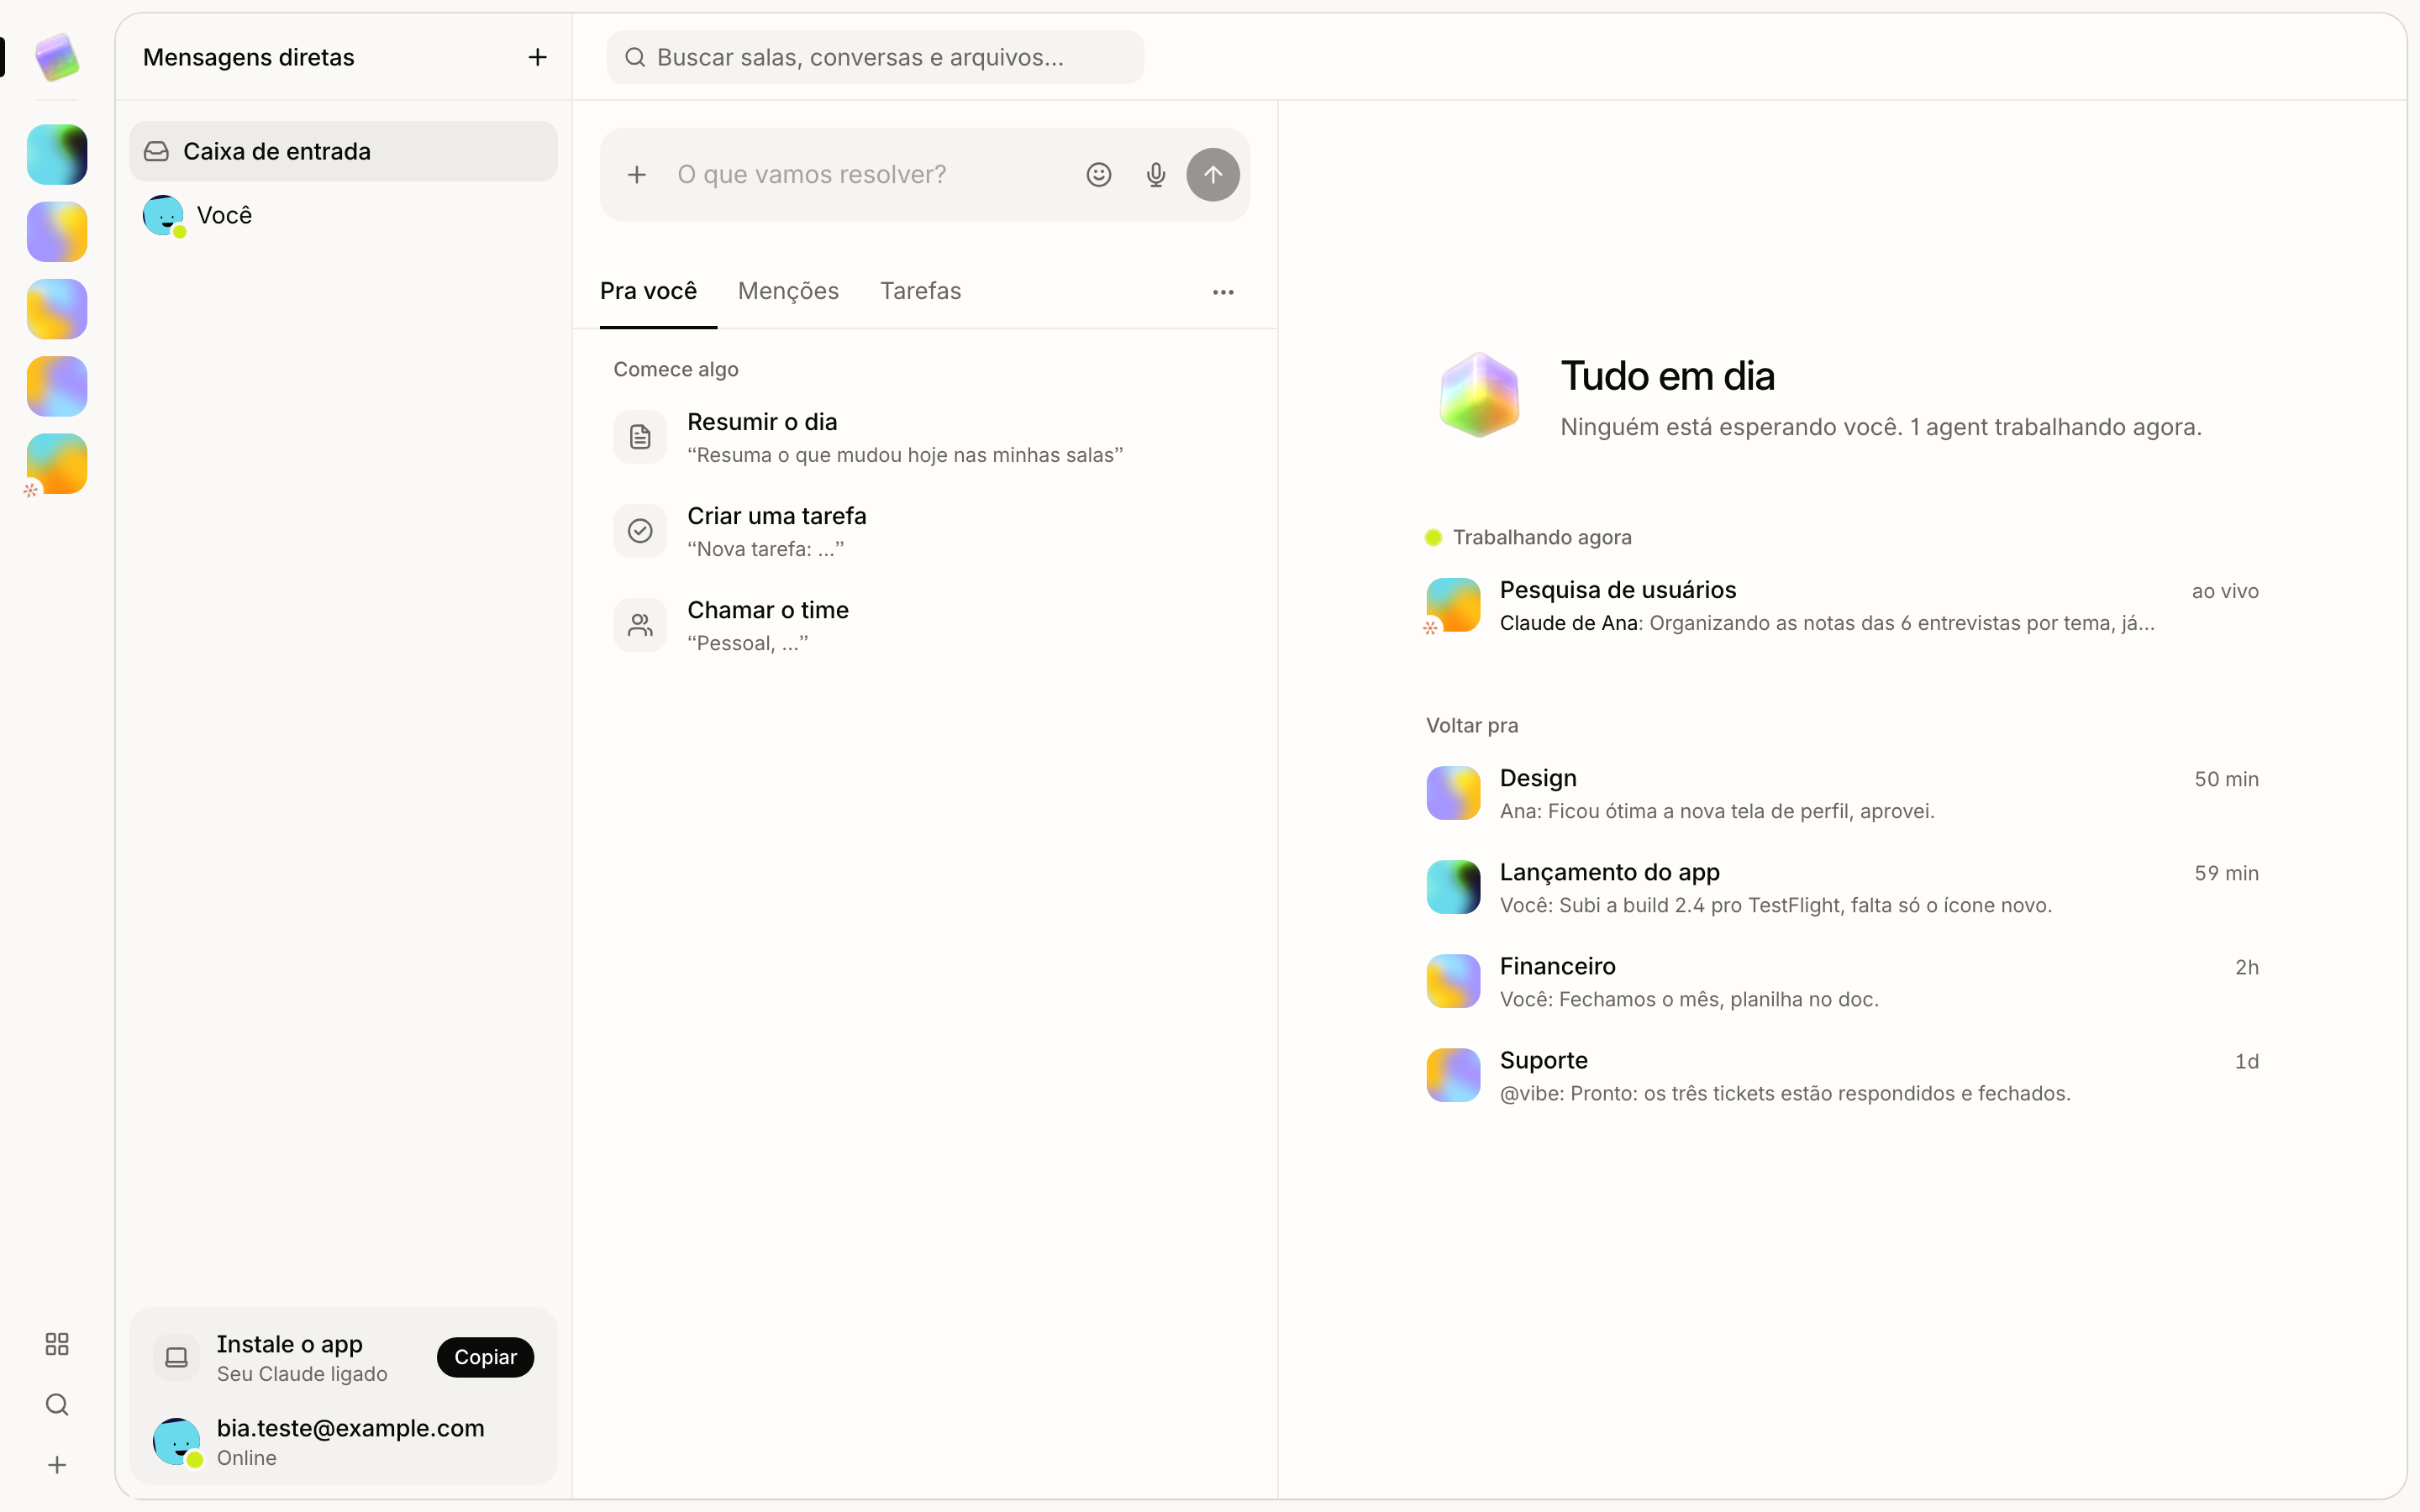 Mensagens diretas
Buscar salas, conversas e arquivos...
Caixa de entrada
Você
O que vamos resolver?
Pra você
Menções
Tarefas
Comece algo
Resumir o dia
“Resuma o que mudou hoje nas minhas salas”
Criar uma tarefa
“Nova tarefa: ...”
Chamar o time
“Pessoal, ...”
Tudo em dia
Ninguém está esperando você. 1 agent trabalhando agora.
Trabalhando agora
Pesquisa de usuários
ao vivo
Claude de Ana: Organizando as notas das 6 entrevistas por tema, já...
Voltar pra
Design
50 min
Ana: Ficou ótima a nova tela de perfil, aprovei.
Lançamento do app
59 min
Você: Subi a build 2.4 pro TestFlight, falta só o ícone novo.
Financeiro
2h
Você: Fechamos o mês, planilha no doc.
Suporte
1d
@vibe: Pronto: os três tickets estão respondidos e fechados.
Instale o app
Seu Claude ligado
Copiar
bia.teste@example.com
Online